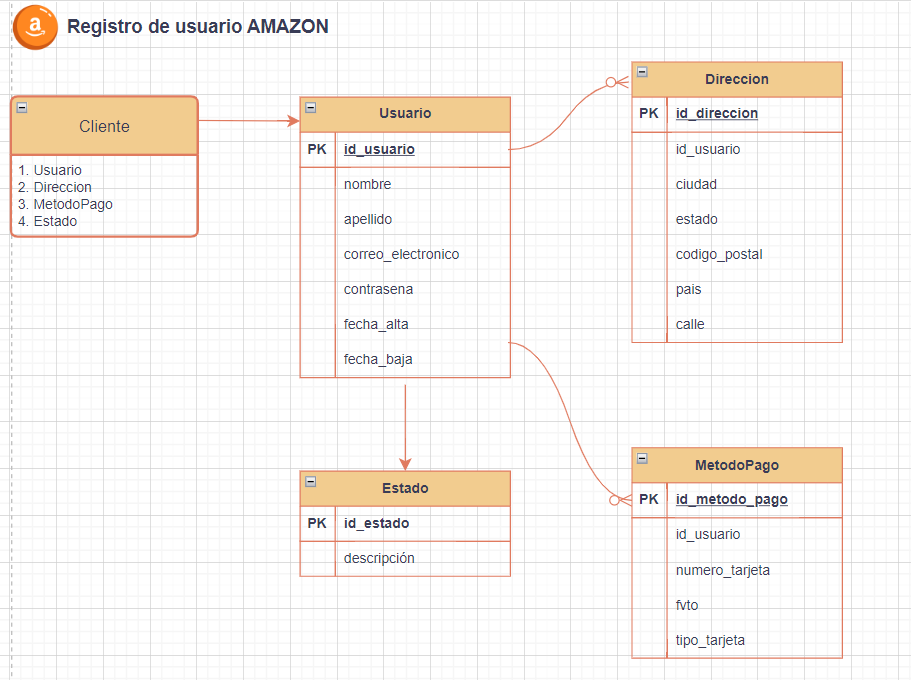 a
Registro de usuario AMAZON
Cliente
1. Usuario
2. Direccion
3. MetodoPago
4. Estado
Usuario
PK id_usuario
nombre
apellido
correo_electronico
contrasena
fecha_alta
fecha_baja
Direccion
PK id_direccion
id_usuario
ciudad
estado
codigo_postal
pais
calle
Estado
PK id_estado
descripción
MetodoPago
PK id_metodo_pago
id_usuario
numero_tarjeta
fvto
tipo_tarjeta